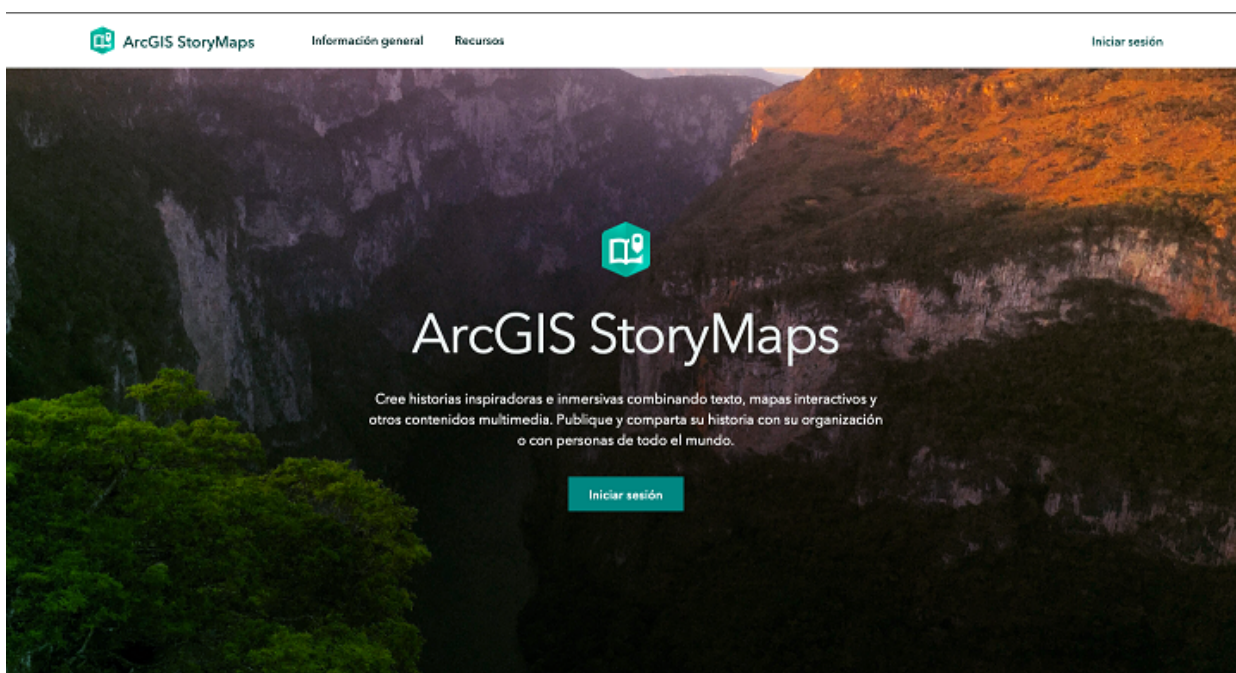 ArcGIS StoryMaps
Información general
Recursos
Iniciar sesión
ArcGIS StoryMaps
Cree historias inspiradoras e inmersivas combinando texto, mapas interactivos y
otros contenidos multimedia. Publique y comparta su historia con su organización
o con personas de todo el mundo.
Iniciar sesión